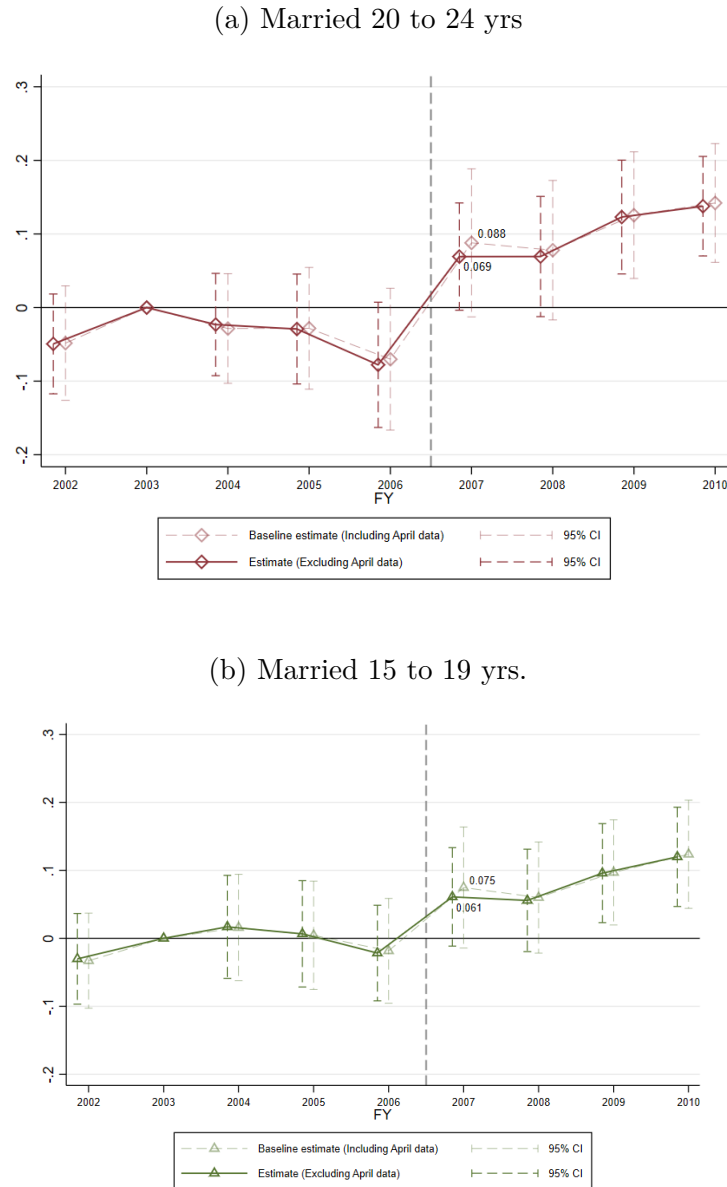 (a) Married 20 to 24 yrs
.3
.2
.1
0
-.1
-.2
0.088
0.069
2002 2003 2004 2005 2006 2007 2008 2009 2010
FY
Baseline estimate (Including April data) 95% CI
Estimate (Excluding April data) 95% CI
(b) Married 15 to 19 yrs.
.3
.2
.1
0
-.1
-.2
0.075
0.061
2002 2003 2004 2005 2006 2007 2008 2009 2010
FY
Baseline estimate (Including April data) 95% CI
Estimate (Excluding April data) 95% CI